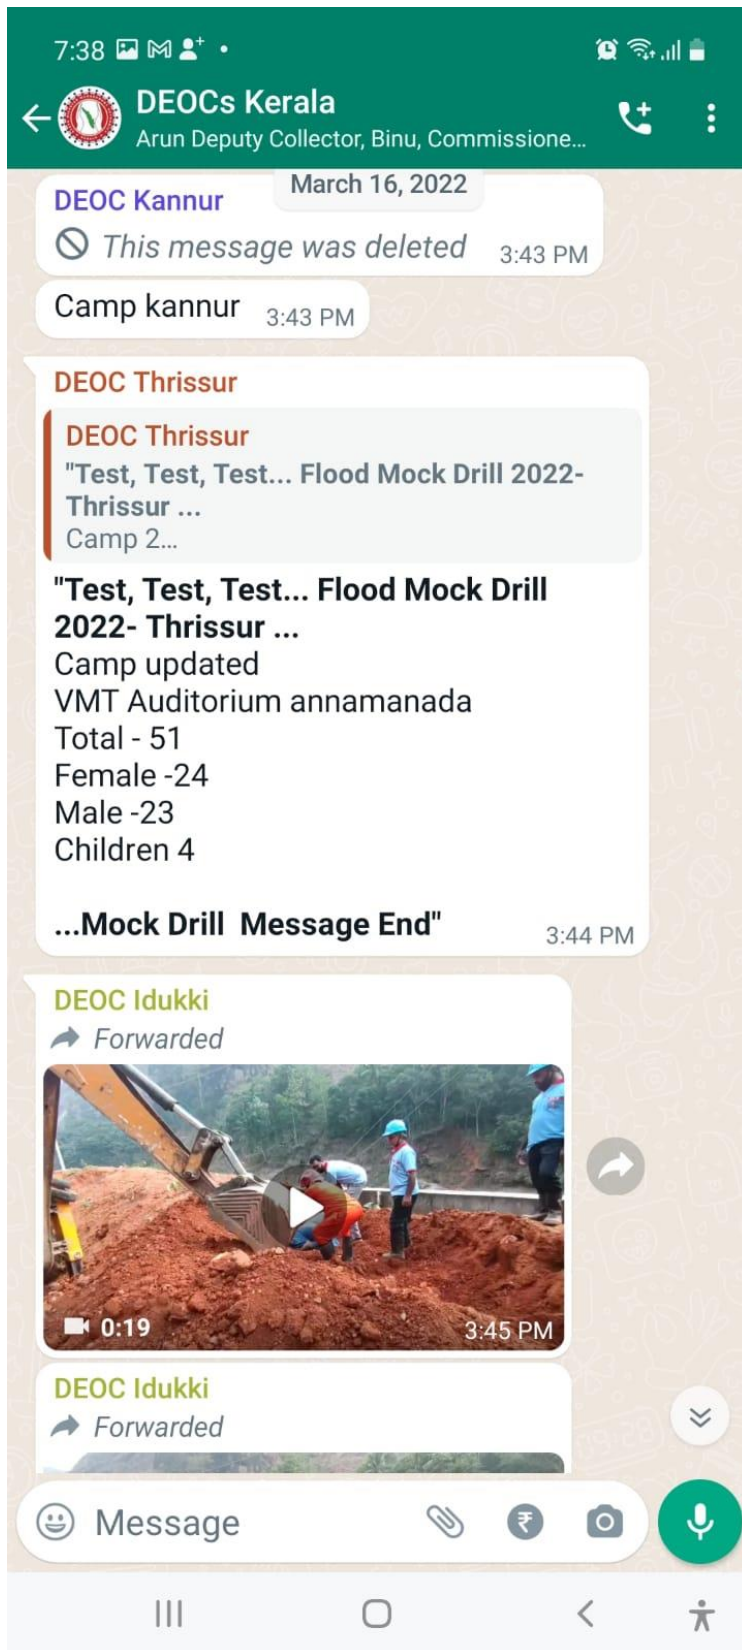 7:38
DEOCs Kerala
Arun Deputy Collector, Binu, Commissione...
March 16, 2022
DEOC Kannur
This message was deleted 3:43 PM
Camp kannur 3:43 PM
DEOC Thrissur
DEOC Thrissur
"Test, Test, Test... Flood Mock Drill 2022-
Thrissur ...
Camp 2...
"Test, Test, Test... Flood Mock Drill
2022- Thrissur ...
Camp updated
VMT Auditorium annamanada
Total - 51
Female -24
Male -23
Children 4
...Mock Drill  Message End"
3:44 PM
DEOC Idukki
Forwarded
0:19 3:45 PM
DEOC Idukki
Forwarded
Message